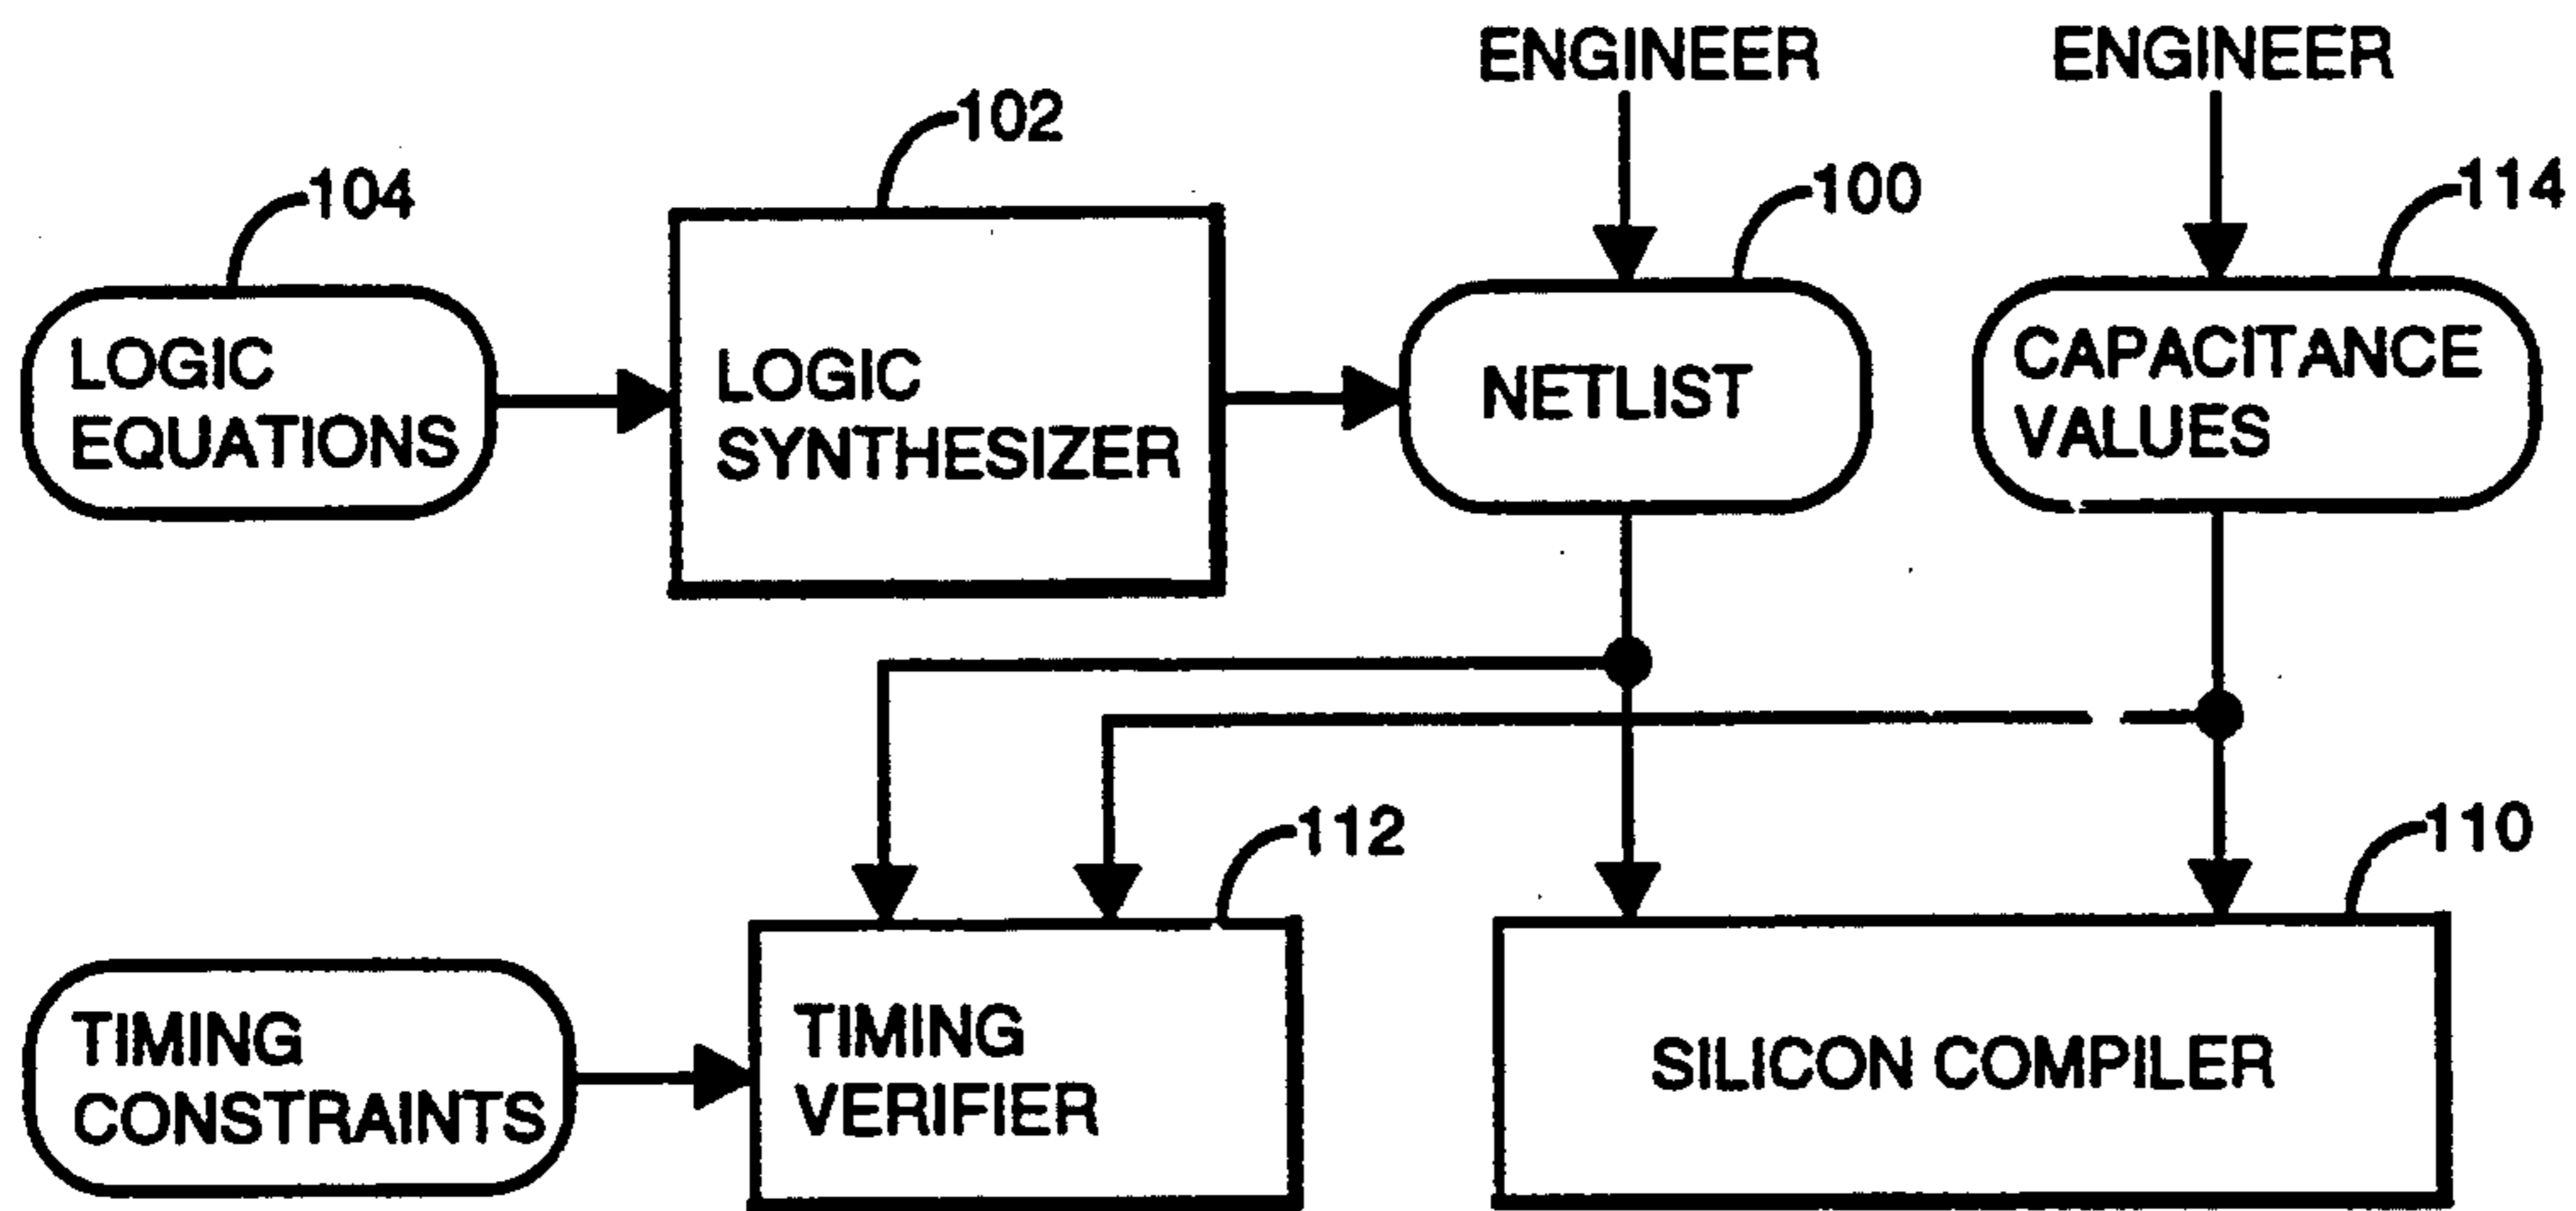 ENGINEER
ENGINEER
102
104
100
114
LOGIC
EQUATIONS
LOGIC
SYNTHESIZER
NETLIST
CAPACITANCE
VALUES
112
110
TIMING
CONSTRAINTS
TIMING
VERIFIER
SILICON COMPILER